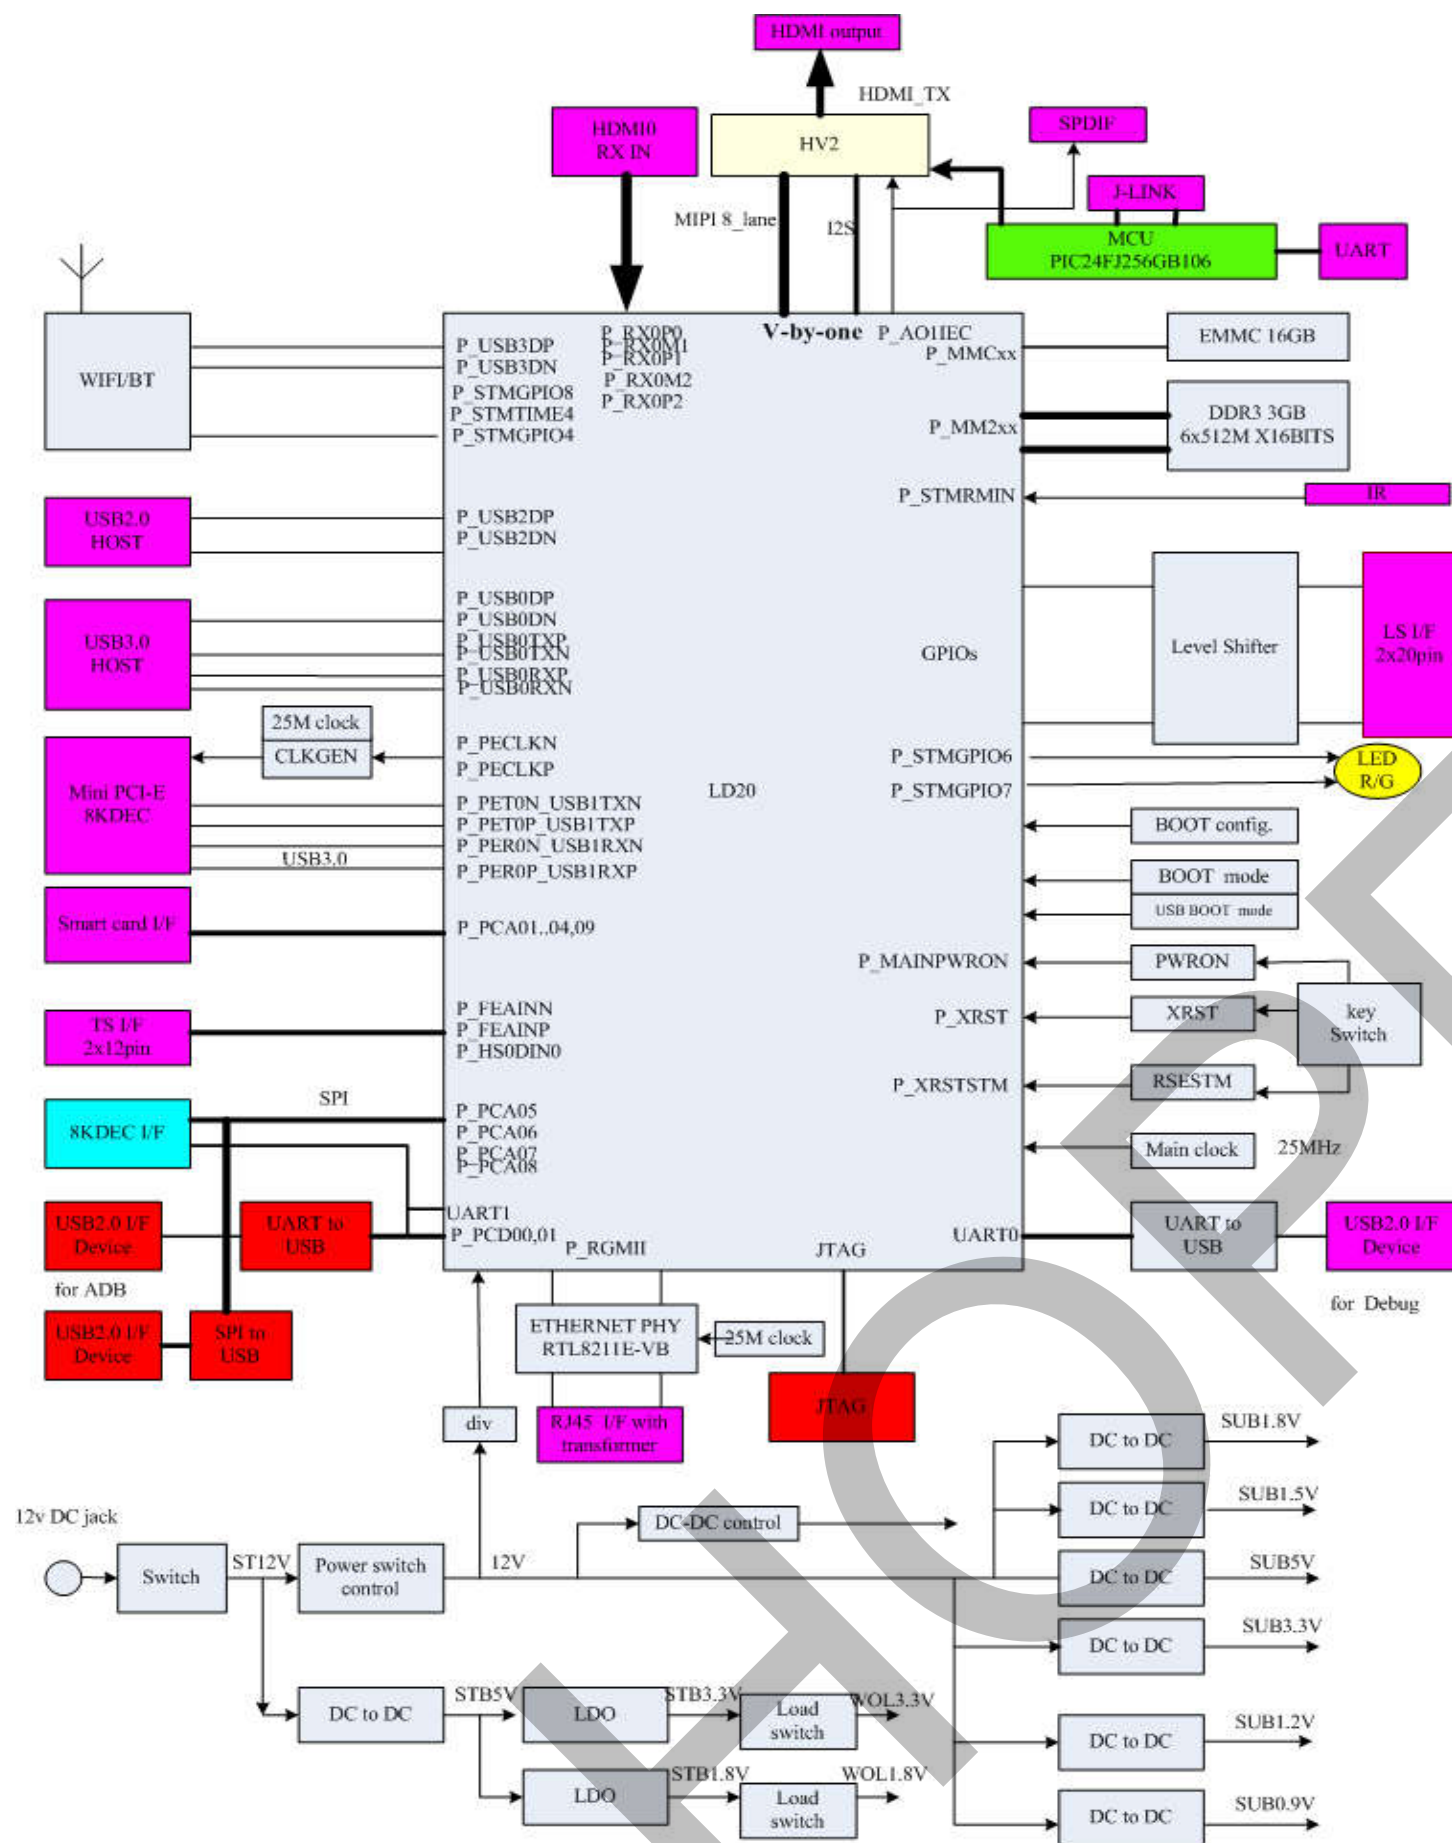 HDMI output
HDMI_TX
HDMI0
RX IN
HV2
SPDIF
J-LINK
MIPI 8_lane
I2S
MCU
PIC24FJ256GB106
UART
WIFI/BT
P_USB3DP
P_USB3DN
P_STMGPIO8
P_STMTIME4
P_STMGPIO4
P_RX0P0
P_RX0M1
P_RX0P1
P_RX0M2
P_RX0P2
V-by-one
P_AO1IEC
P_MMCxx
EMMC 16GB
P_MM2xx
DDR3 3GB
6x512M X16BITS
P_STMRMIN
IR
USB2.0
HOST
P_USB2DP
P_USB2DN
USB3.0
HOST
P_USB0DP
P_USB0DN
P_USB0TXP
P_USB0TXN
P_USB0RXP
P_USB0RXN
GPIOs
Level Shifter
LS I/F
2x20pin
25M clock
CLKGEN
P_PECLKN
P_PECLKP
Mini PCI-E
8KDEC
P_PET0N_USB1TXN
P_PET0P_USB1TXP
P_PER0N_USB1RXN
P_PER0P_USB1RXP
USB3.0
LD20
P_STMGPIO6
P_STMGPIO7
LED
R/G
BOOT config.
BOOT mode
USB BOOT mode
Smart card I/F
P_PCA01..04,09
P_MAINPWRON
PWRON
P_XRST
XRST
key
Switch
P_XRSTSTM
RSESTM
TS I/F
2x12pin
P_FEAINN
P_FEAINP
P_HS0DIN0
SPI
8KDEC I/F
P_PCA05
P_PCA06
P_PCA07
P_PCA08
Main clock
25MHz
USB2.0 I/F
Device
UART to
USB
UART1
P_PCD00,01
P_RGMII
JTAG
UART0
UART to
USB
USB2.0 I/F
Device
for ADB
for Debug
USB2.0 I/F
Device
SPI to
USB
ETHERNET PHY
RTL8211E-VB
25M clock
div
RJ45 I/F with
transformer
JTAG
12v DC jack
Switch
ST12V
Power switch
control
12V
DC-DC control
DC to DC
SUB1.8V
DC to DC
SUB1.5V
DC to DC
SUB5V
DC to DC
SUB3.3V
DC to DC
STB5V
LDO
STB3.3V
Load
switch
WOL3.3V
DC to DC
SUB1.2V
LDO
STB1.8V
Load
switch
WOL1.8V
DC to DC
SUB0.9V